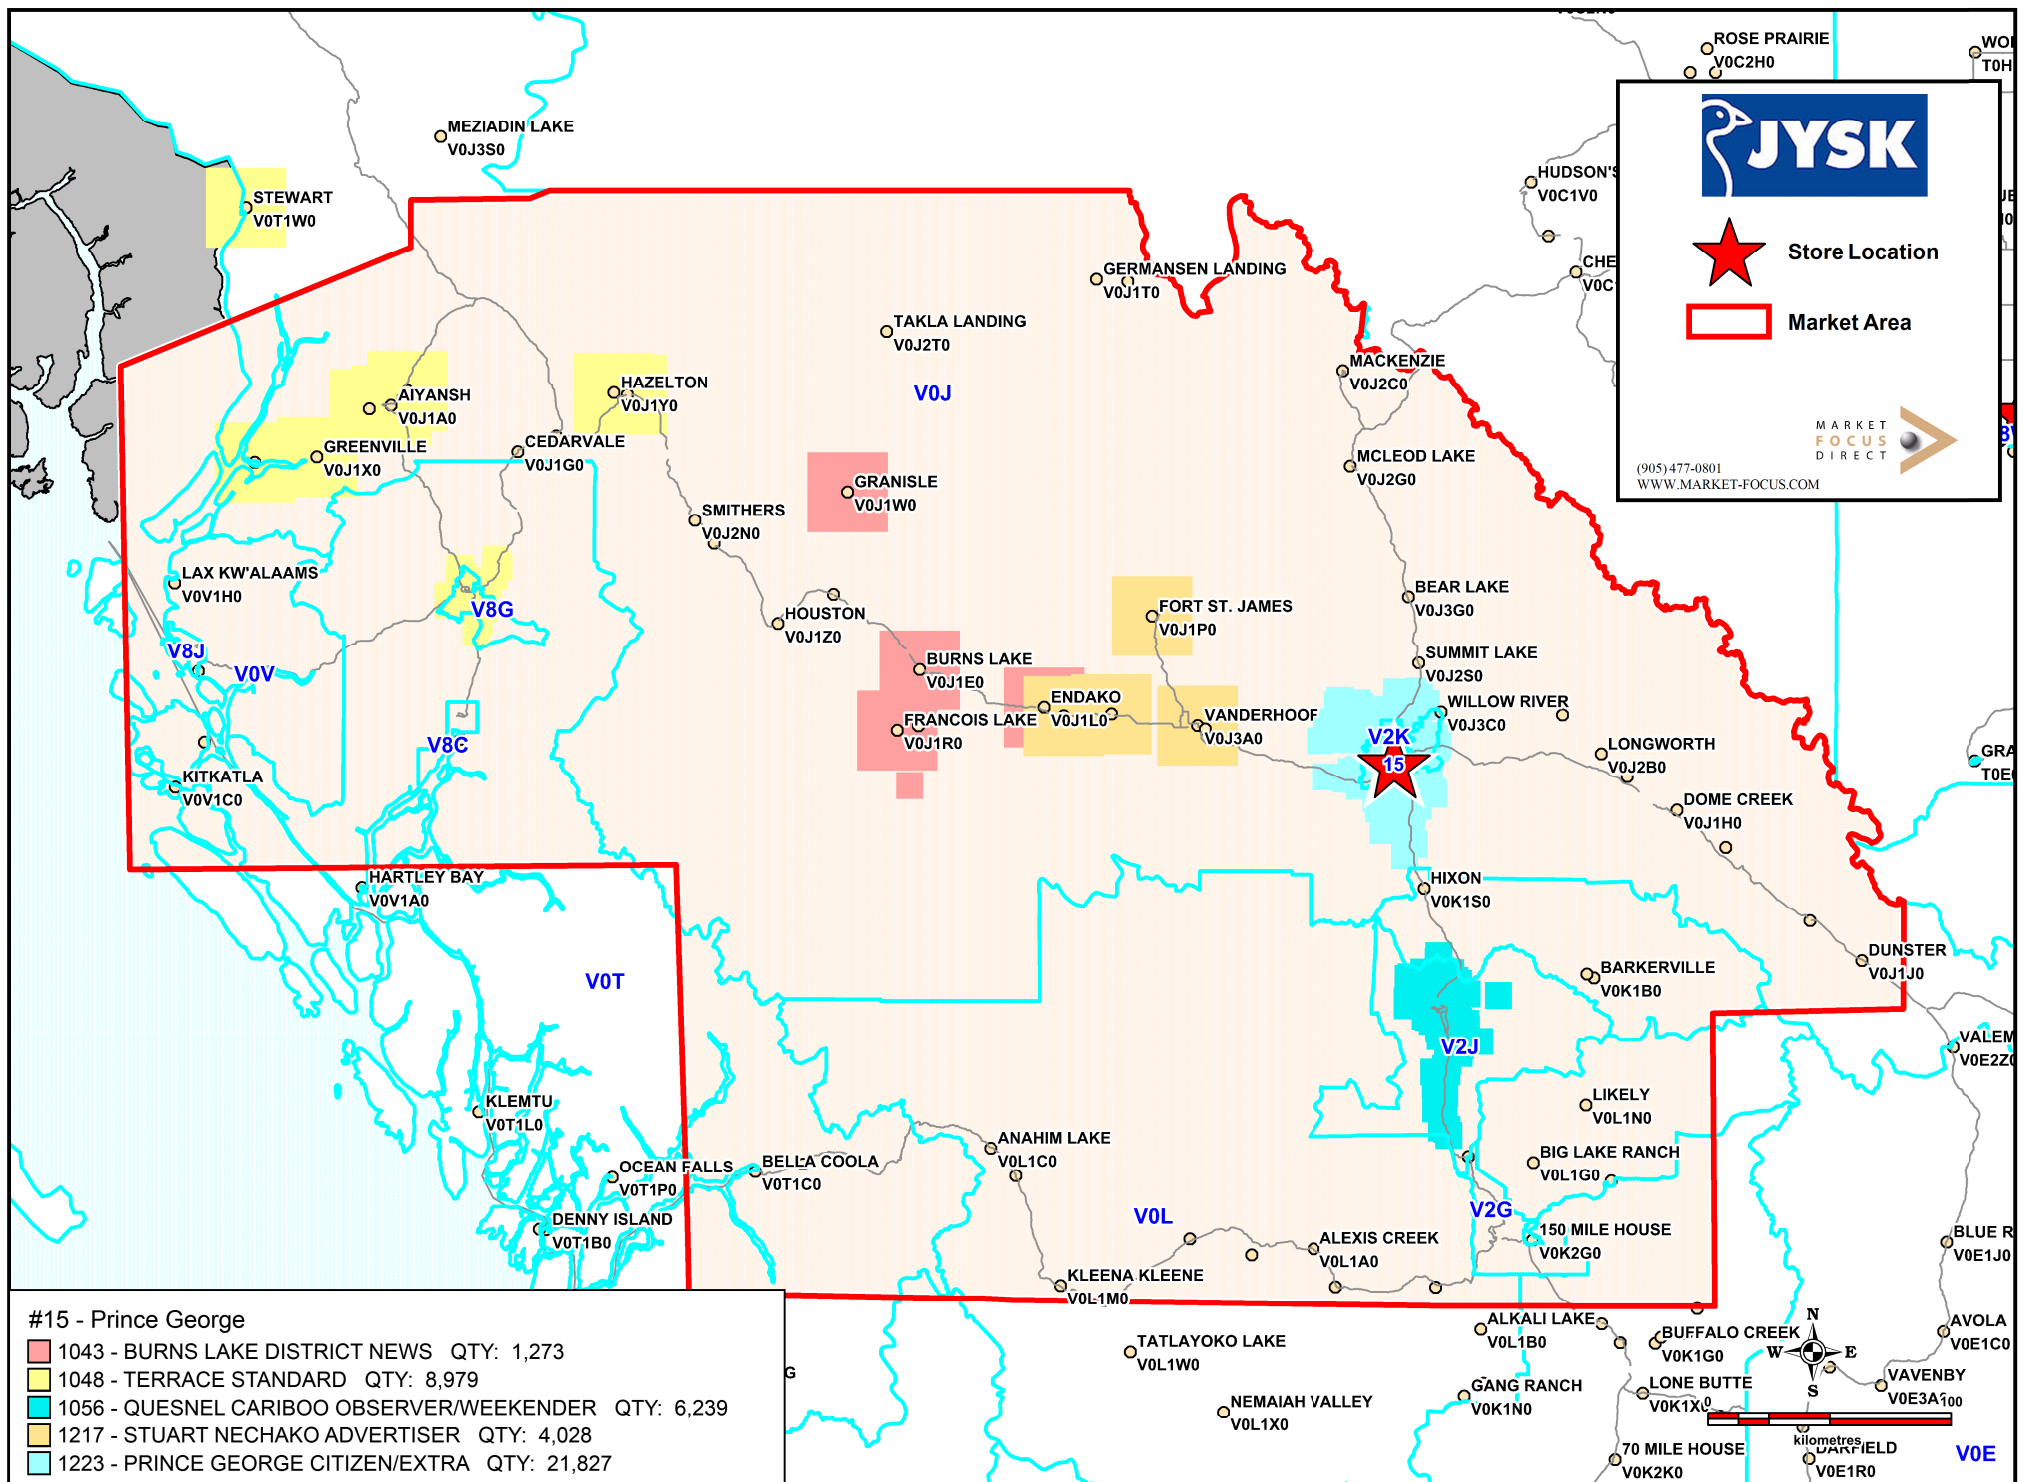 ROSE PRAIRIE
V0C2H0
MEZIADIN LAKE
V0J3S0
STEWART
V0T1W0
HUDSON'S
V0C1V0
CHE
JYSK
Store Location
Market Area
MARKET
FOCUS
DIRECT
(905) 477-0801
WWW.MARKET-FOCUS.COM
GERMANSEN LANDING
V0J1T0
TAKLA LANDING
V0J2T0
V0J
MACKENZIE
V0J2C0
HAZELTON
V0J1Y0
AIYANSH
V0J1A0
GREENVILLE
V0J1X0
CEDARVALE
V0J1G0
MCLEOD LAKE
V0J2G0
GRANISLE
V0J1W0
SMITHERS
V0J2N0
LAX KW'ALAAMS
V0V1H0
V8G
HOUSTON
V0J1Z0
FORT ST. JAMES
V0J1P0
BEAR LAKE
V0J3G0
V8J
V0V
BURNS LAKE
V0J1E0
SUMMIT LAKE
V0J2S0
ENDAKO
V0J1L0
WILLOW RIVER
V0J3C0
FRANCOIS LAKE
V0J1R0
VANDERHOOF
V0J3A0
V8C
V2K
15
LONGWORTH
V0J2B0
GRA
KITKATLA
V0V1C0
DOME CREEK
V0J1H0
HARTLEY BAY
V0V1A0
HIXON
V0K1S0
DUNSTER
V0J1J0
BARKERVILLE
V0K1B0
V0T
V2J
VALEM
V0E2Z0
KLEMTU
V0T1L0
LIKELY
V0L1N0
ANAHIM LAKE
V0L1C0
BIG LAKE RANCH
V0L1G0
OCEAN FALLS
V0T1P0
BELLA COOLA
V0T1C0
V0L
V2G
DENNY ISLAND
V0T1B0
150 MILE HOUSE
V0K2G0
ALEXIS CREEK
V0L1A0
BLUE R
V0E1J0
KLEENA KLEENE
V0L1M0
#15 - Prince George
1043 - BURNS LAKE DISTRICT NEWS QTY: 1,273
1048 - TERRACE STANDARD QTY: 8,979
1056 - QUESNEL CARIBOO OBSERVER/WEEKENDER QTY: 6,239
1217 - STUART NECHAKO ADVERTISER QTY: 4,028
1223 - PRINCE GEORGE CITIZEN/EXTRA QTY: 21,827
TATLAYOKO LAKE
V0L1W0
ALKALI LAKE
V0L1B0
BUFFALO CREEK
V0K1G0
N
W
E
S
AVOLA
V0E1C0
NEMAIAH VALLEY
V0L1X0
GANG RANCH
V0K1N0
LONE BUTTE
V0K1X0
VAVENBY
V0E3A
0
100
kilometres
70 MILE HOUSE
V0K2K0
DARFIELD
V0E1R0
V0E